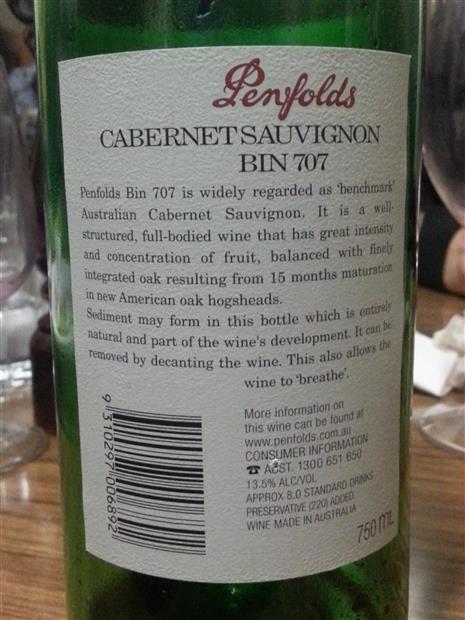 Penfolds
CABERNET SAUVIGNON
BIN 707
Penfolds Bin 707 is widely regarded as 'benchmark'
Australian Cabernet Sauvignon. It is a well-
structured, full-bodied wine that has great intensity
and concentration of fruit, balanced with finely
integrated oak resulting from 15 months maturation
in new American oak hogsheads.
Sediment may form in this bottle which is entirely
natural and part of the wine's development. It can be
removed by decanting the wine. This also allows the
wine to 'breathe'.
9 310297 006892
More information on
this wine can be found at
www.penfolds.com.au
CONSUMER INFORMATION
☎ AUST. 1300 651 650
13.5% ALC/VOL
APPROX 8.0 STANDARD DRINKS
PRESERVATIVE (220) ADDED.
WINE MADE IN AUSTRALIA
750 mL